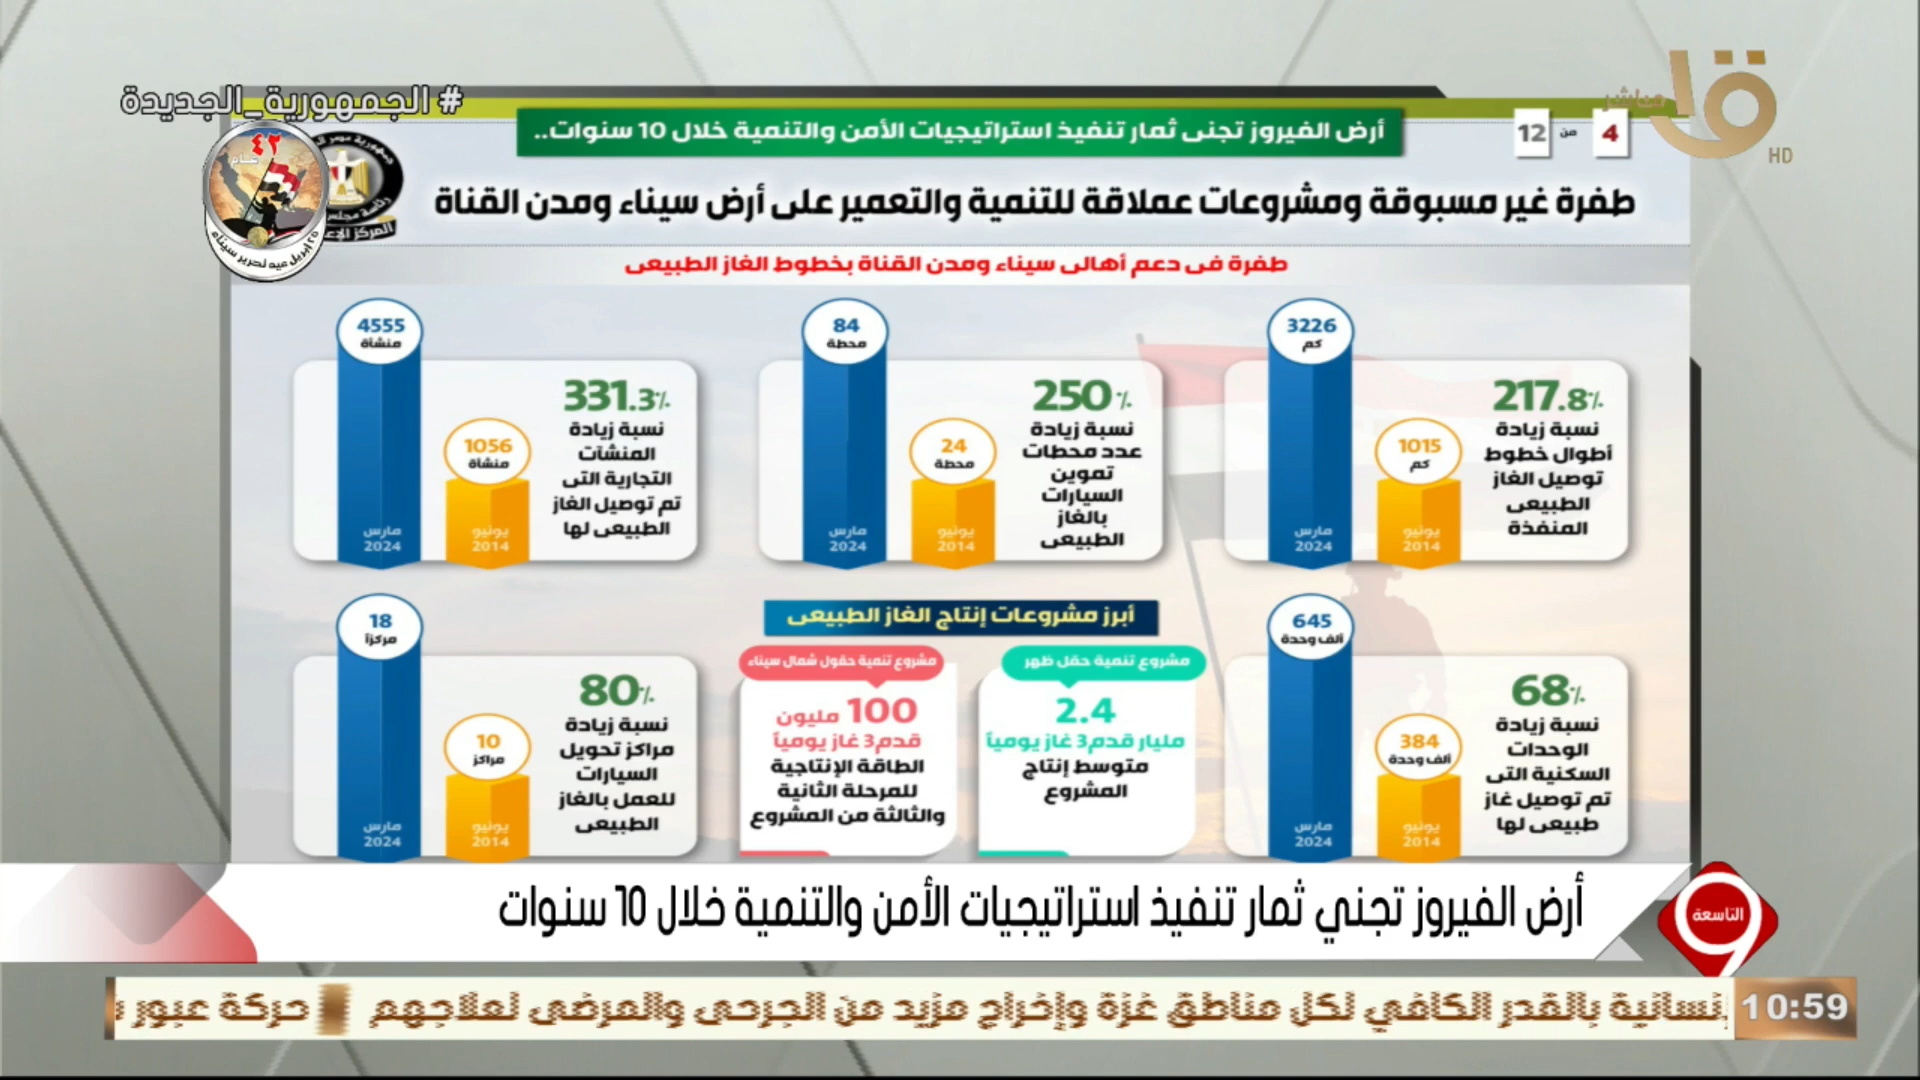 #الجمهورية_الجديدة
مباشر
HD
4 من 12
أرض الفيروز تجنى ثمار تنفيذ استراتيجيات الأمن والتنمية خلال 10 سنوات..
٤٢
عام
٢٥ ابريل عيد تحرير سيناء
طفرة غير مسبوقة ومشروعات عملاقة للتنمية والتعمير على أرض سيناء ومدن القناة
طفرة فى دعم أهالى سيناء ومدن القناة بخطوط الغاز الطبيعى
3226
كم
1015
كم
217.8٪
نسبة زيادة
أطوال خطوط
توصيل الغاز
الطبيعى
المنفذة
مارس
2024
يونيو
2014
84
محطة
24
محطة
250٪
نسبة زيادة
عدد محطات
تموين
السيارات
بالغاز
الطبيعى
مارس
2024
يونيو
2014
4555
منشأة
1056
منشأة
331.3٪
نسبة زيادة
المنشآت
التجارية التى
تم توصيل الغاز
الطبيعى لها
مارس
2024
يونيو
2014
645
ألف وحدة
384
ألف وحدة
68٪
نسبة زيادة
الوحدات
السكنية التى
تم توصيل غاز
طبيعى لها
مارس
2024
يونيو
2014
أبرز مشروعات إنتاج الغاز الطبيعى
مشروع تنمية حقل ظهر
2.4
مليار قدم3 غاز يومياً
متوسط إنتاج
المشروع
مشروع تنمية حقول شمال سيناء
100 مليون
قدم3 غاز يومياً
الطاقة الإنتاجية
للمرحلة الثانية
والثالثة من المشروع
18
مركزاً
10
مراكز
80٪
نسبة زيادة
مراكز تحويل
السيارات
للعمل بالغاز
الطبيعى
مارس
2024
يونيو
2014
أرض الفيروز تجني ثمار تنفيذ استراتيجيات الأمن والتنمية خلال 10 سنوات
التاسعة
9
بالقدر الكافي لكل مناطق غزة وإخراج مزيد من الجرحى والمرضى لعلاجهم حركة عبور
10:59